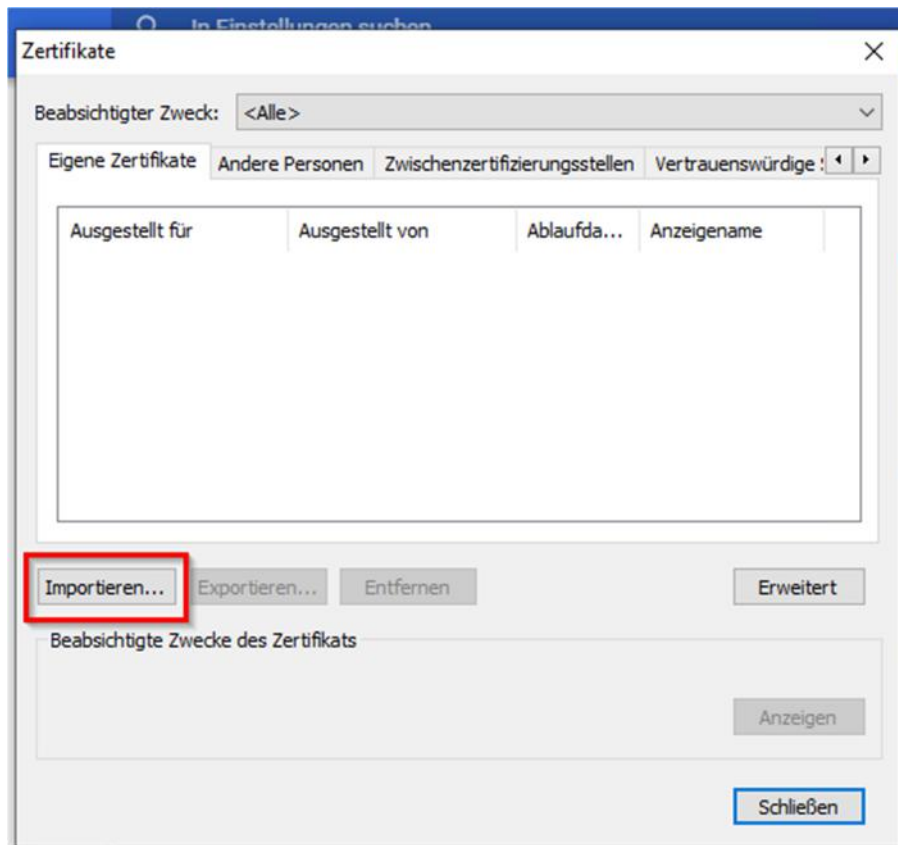 In Einstellungen suchen
Zertifikate
Beabsichtigter Zweck: <Alle>
Eigene Zertifikate Andere Personen Zwischenzertifizierungsstellen Vertrauenswürdige
Ausgestellt für Ausgestellt von Ablaufda... Anzeigename
Importieren... Exportieren... Entfernen Erweitert
Beabsichtigte Zwecke des Zertifikats
Anzeigen
Schließen